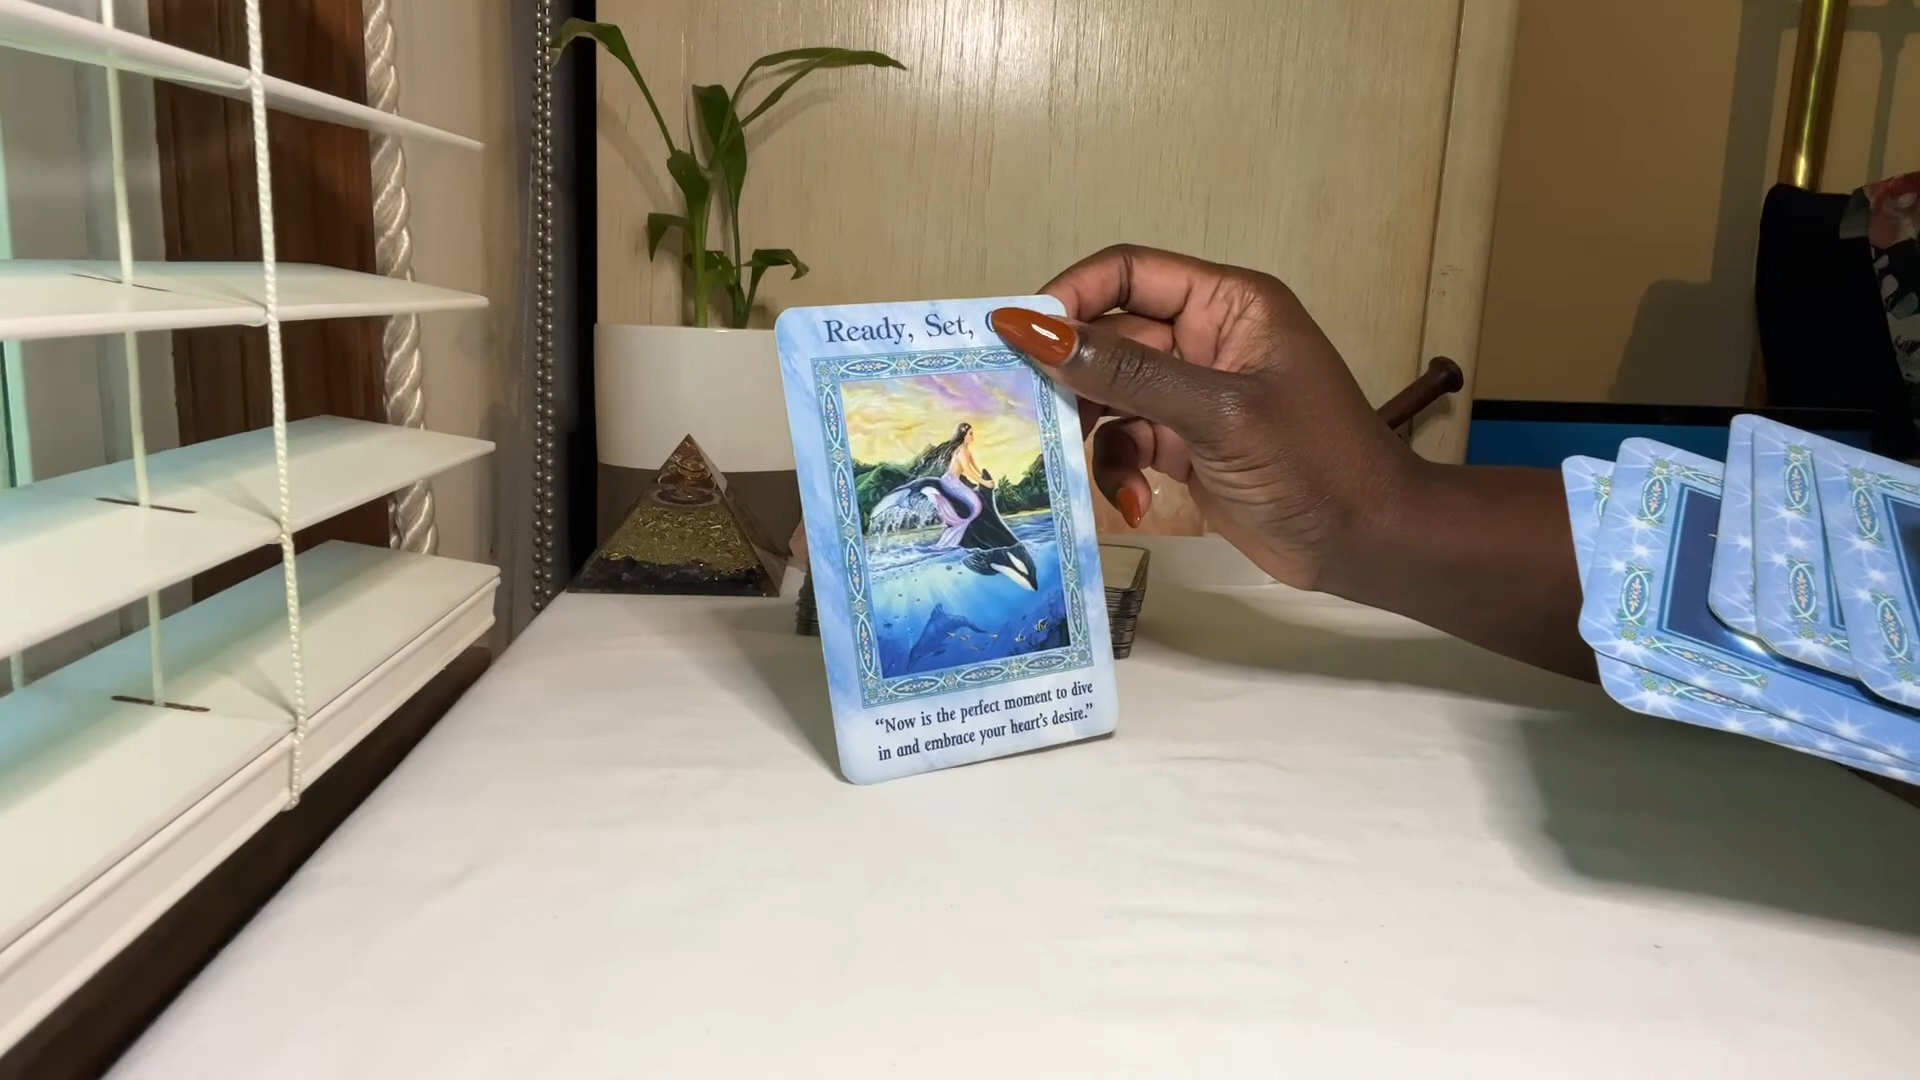 Ready, Set,
“Now is the perfect moment to dive
in and embrace your heart’s desire.”